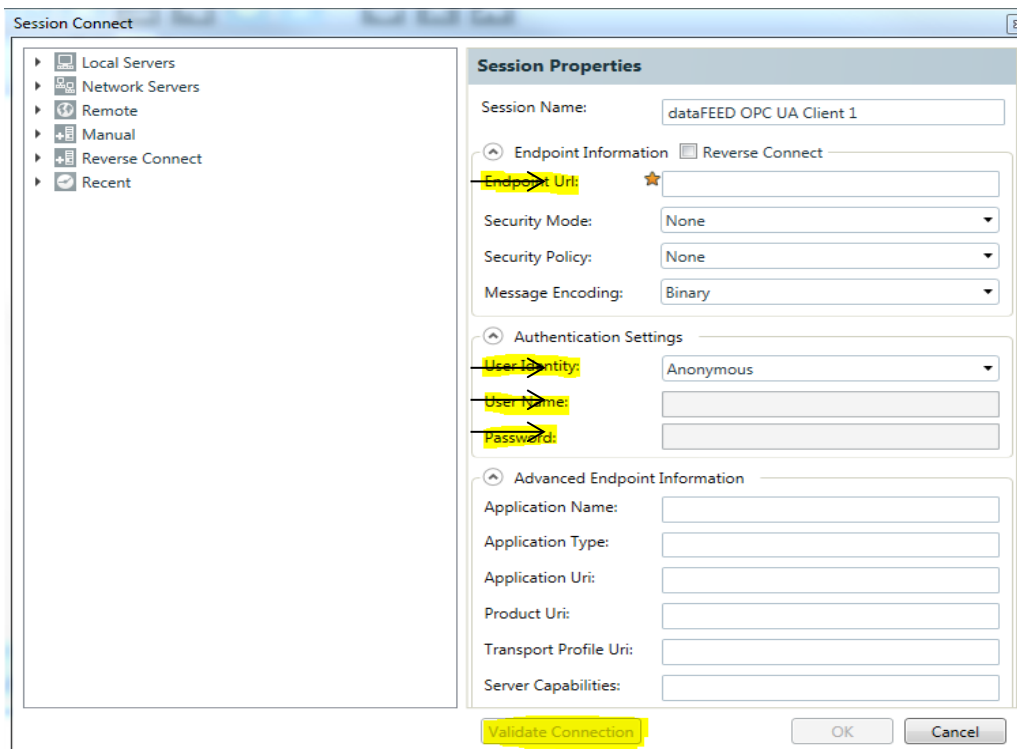 Session Connect
Local Servers
Network Servers
Remote
Manual
Reverse Connect
Recent
Session Properties
Session Name: dataFEED OPC UA Client 1
Endpoint Information Reverse Connect
Endpoint Url:
Security Mode: None
Security Policy: None
Message Encoding: Binary
Authentication Settings
User Identity: Anonymous
User Name:
Password:
Advanced Endpoint Information
Application Name:
Application Type:
Application Uri:
Product Uri:
Transport Profile Uri:
Server Capabilities:
Validate Connection OK Cancel